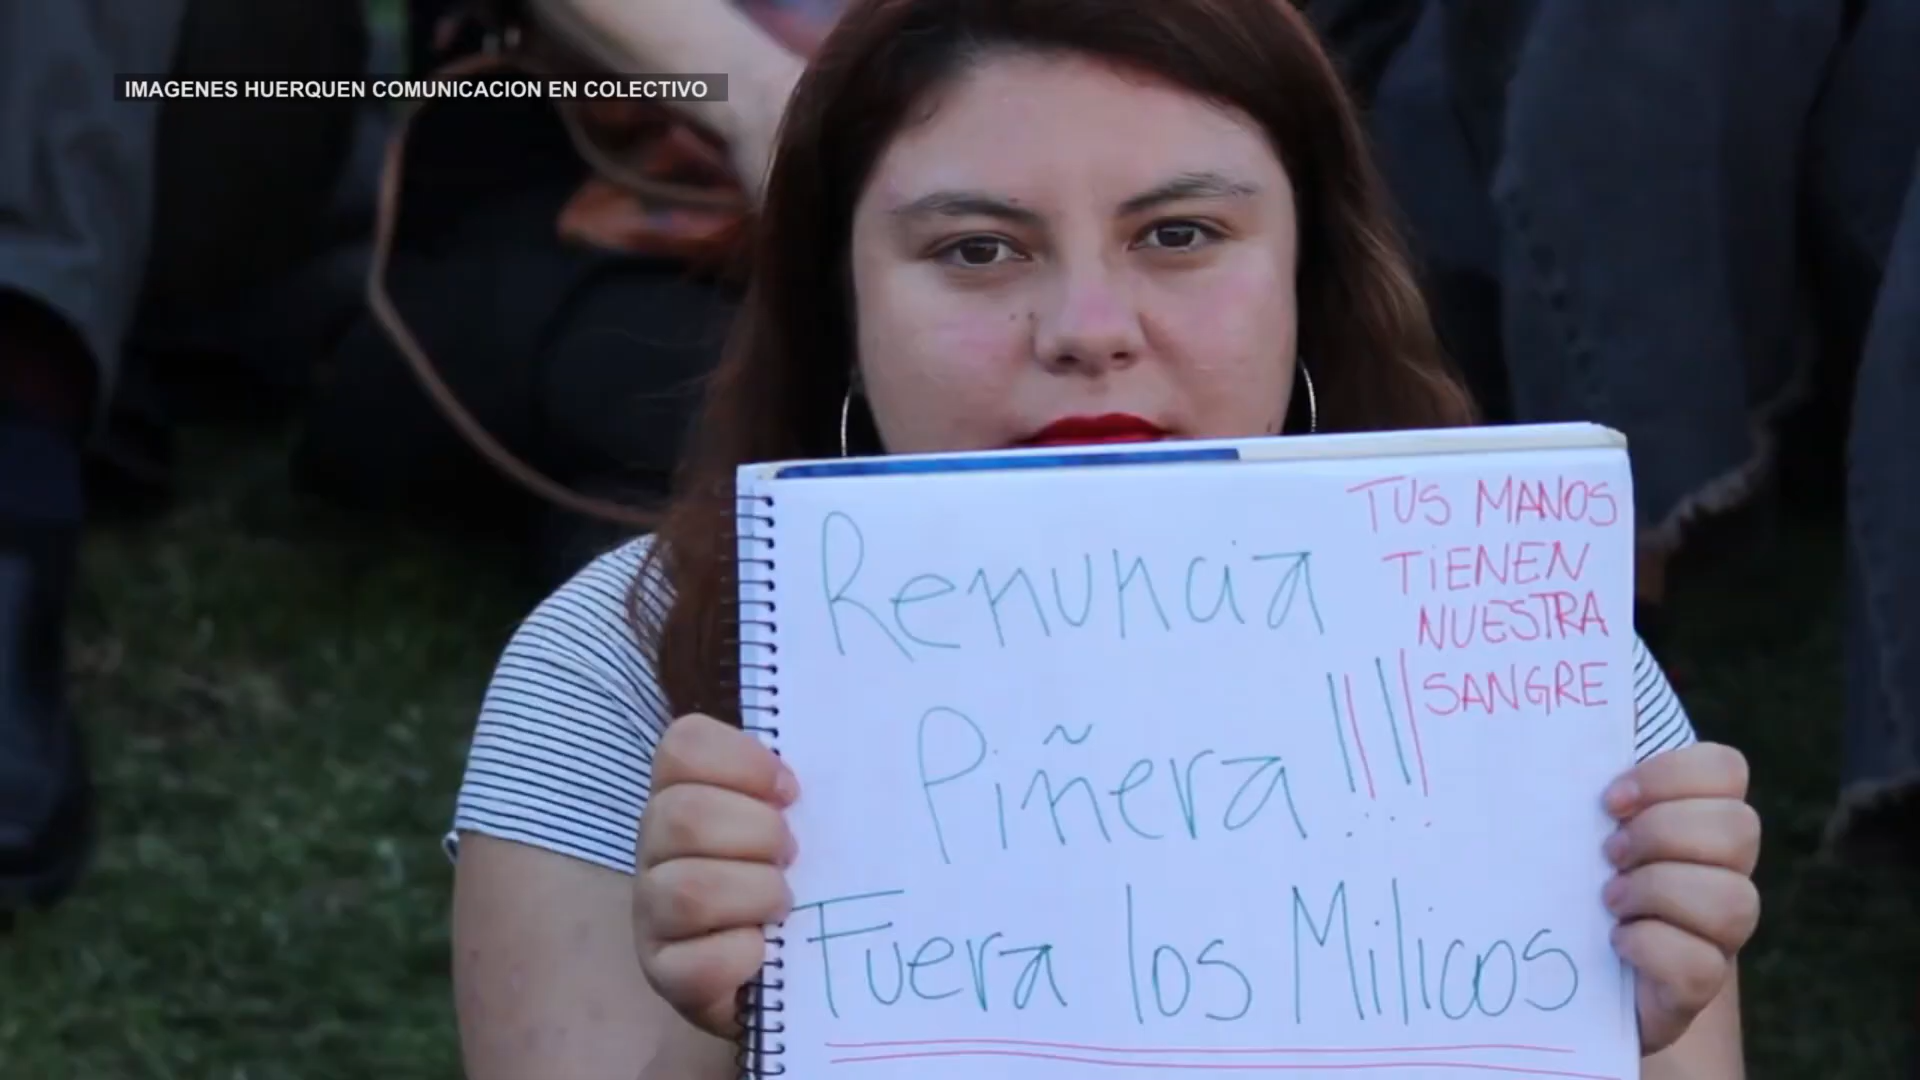 IMAGENES HUERQUEN COMUNICACION EN COLECTIVO
Renuncia
Piñera!!!!
Fuera los Milicos
TUS MANOS
TIENEN
NUESTRA
SANGRE